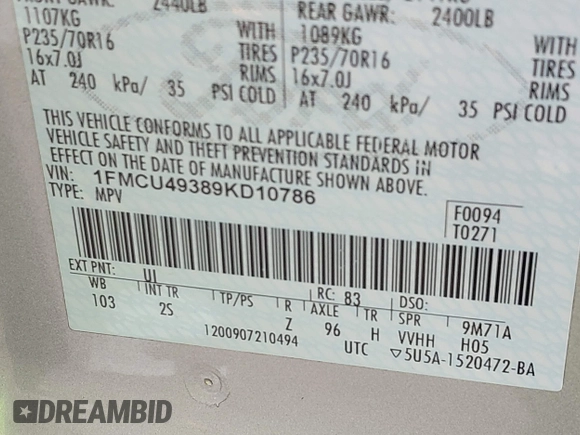 2440LB
1107KG WITH
P235/70R16 TIRES
16x7.0J RIMS
AT 240 kPa/ 35 PSI COLD
REAR GAWR: 2400LB
1089KG WITH
P235/70R16 TIRES
16x7.0J RIMS
AT 240 kPa/ 35 PSI COLD
THIS VEHICLE CONFORMS TO ALL APPLICABLE FEDERAL MOTOR
VEHICLE SAFETY AND THEFT PREVENTION STANDARDS IN
EFFECT ON THE DATE OF MANUFACTURE SHOWN ABOVE.
VIN: 1FMCU49389KD10786
TYPE: MPV
F0094
T0271
EXT PNT: UI RC: 83 DSO:
WB INT TR TP/PS R AXLE TR SPR 9M71A
103 2S Z 96 H VVHH H05
1200907210494 UTC ▽5U5A-1520472-BA
DREAMBID